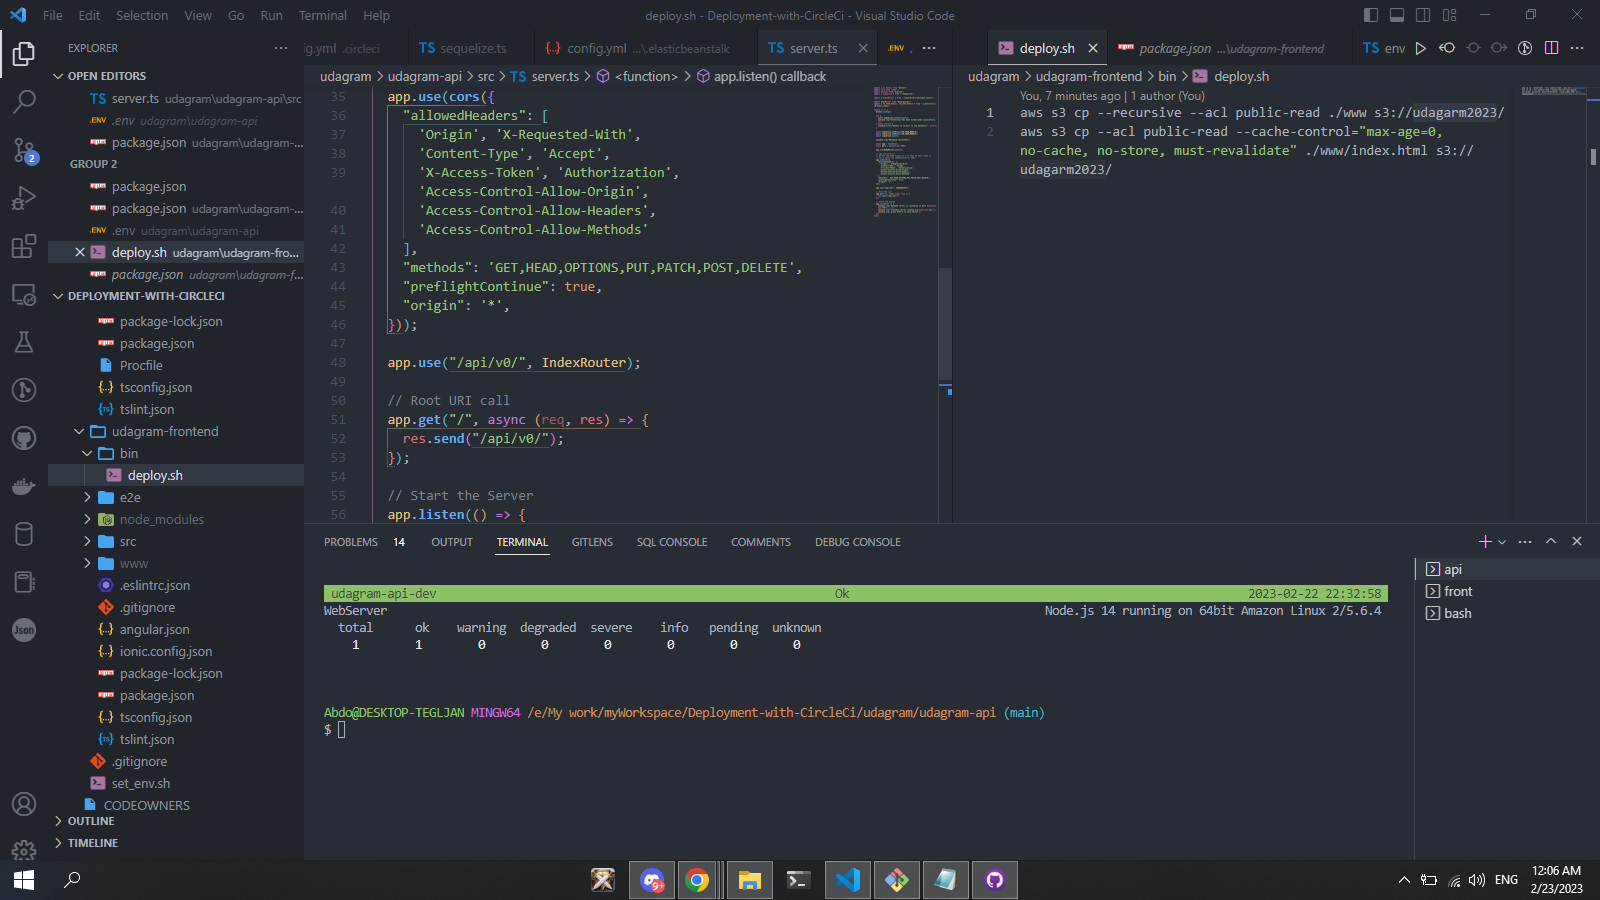 File Edit Selection View Go Run Terminal Help
deploy.sh - Deployment-with-CircleCi - Visual Studio Code
EXPLORER
OPEN EDITORS
TS server.ts udagram\udagram-api\src
.ENV .env udagram\udagram-api
package.json udagram\udagram-...
GROUP 2
package.json
package.json udagram\udagram-...
.ENV .env udagram\udagram-api
deploy.sh udagram\udagram-fro...
package.json udagram\udagram-f...
DEPLOYMENT-WITH-CIRCLECI
package-lock.json
package.json
Procfile
tsconfig.json
tslint.json
udagram-frontend
bin
deploy.sh
e2e
node_modules
src
www
.eslintrc.json
.gitignore
angular.json
ionic.config.json
package-lock.json
package.json
tsconfig.json
tslint.json
.gitignore
set_env.sh
CODEOWNERS
OUTLINE
TIMELINE
2
Json
ig.yml .circleci
TS sequelize.ts
config.yml ...\.elasticbeanstalk
TS server.ts
.ENV .
udagram > udagram-api > src > TS server.ts > <function> > app.listen() callback
35 app.use(cors({
36 "allowedHeaders": [
37 'Origin', 'X-Requested-With',
38 'Content-Type', 'Accept',
39 'X-Access-Token', 'Authorization',
'Access-Control-Allow-Origin',
40 'Access-Control-Allow-Headers',
41 'Access-Control-Allow-Methods'
42 ],
43 "methods": 'GET,HEAD,OPTIONS,PUT,PATCH,POST,DELETE',
44 "preflightContinue": true,
45 "origin": '*',
46 }));
47
48 app.use("/api/v0/", IndexRouter);
49
50 // Root URI call
51 app.get("/", async (req, res) => {
52 res.send("/api/v0/");
53 });
54
55 // Start the Server
56 app.listen(() => {
deploy.sh
package.json ...\udagram-frontend
TS env
udagram > udagram-frontend > bin > deploy.sh
You, 7 minutes ago | 1 author (You)
1 aws s3 cp --recursive --acl public-read ./www s3://udagarm2023/
2 aws s3 cp --acl public-read --cache-control="max-age=0,
no-cache, no-store, must-revalidate" ./www/index.html s3://
udagarm2023/
PROBLEMS 14 OUTPUT TERMINAL GITLENS SQL CONSOLE COMMENTS DEBUG CONSOLE
udagram-api-dev Ok 2023-02-22 22:32:58
WebServer Node.js 14 running on 64bit Amazon Linux 2/5.6.4
total ok warning degraded severe info pending unknown
1 1 0 0 0 0 0 0
Abdo@DESKTOP-TEGLJAN MINGW64 /e/My work/myWorkspace/Deployment-with-CircleCi/udagram/udagram-api (main)
$
api
front
bash
9+
ENG
12:06 AM
2/23/2023